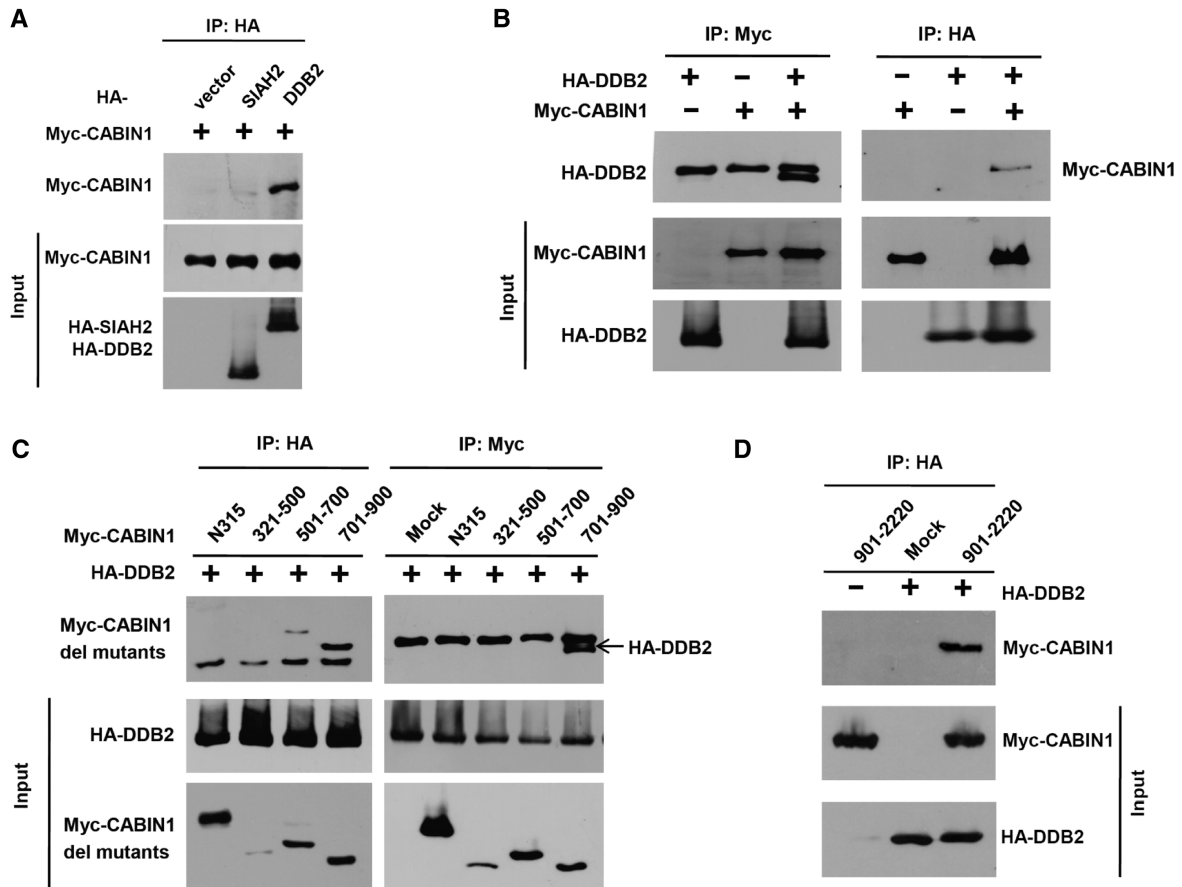 A
IP: HA
HA-
vector
SIAH2
DDB2
Myc-CABIN1 + + +
Myc-CABIN1
Input
Myc-CABIN1
HA-SIAH2
HA-DDB2
B
IP: Myc
IP: HA
HA-DDB2 + − + − + +
Myc-CABIN1 − + + + − +
HA-DDB2
Myc-CABIN1
Input
Myc-CABIN1
HA-DDB2
C
IP: HA
IP: Myc
Myc-CABIN1
N315
321-500
501-700
701-900
Mock
N315
321-500
501-700
701-900
HA-DDB2 + + + + + + + + +
Myc-CABIN1
del mutants
HA-DDB2
Input
HA-DDB2
Myc-CABIN1
del mutants
D
IP: HA
901-2220
Mock
901-2220
− + + HA-DDB2
Myc-CABIN1
Myc-CABIN1
Input
HA-DDB2